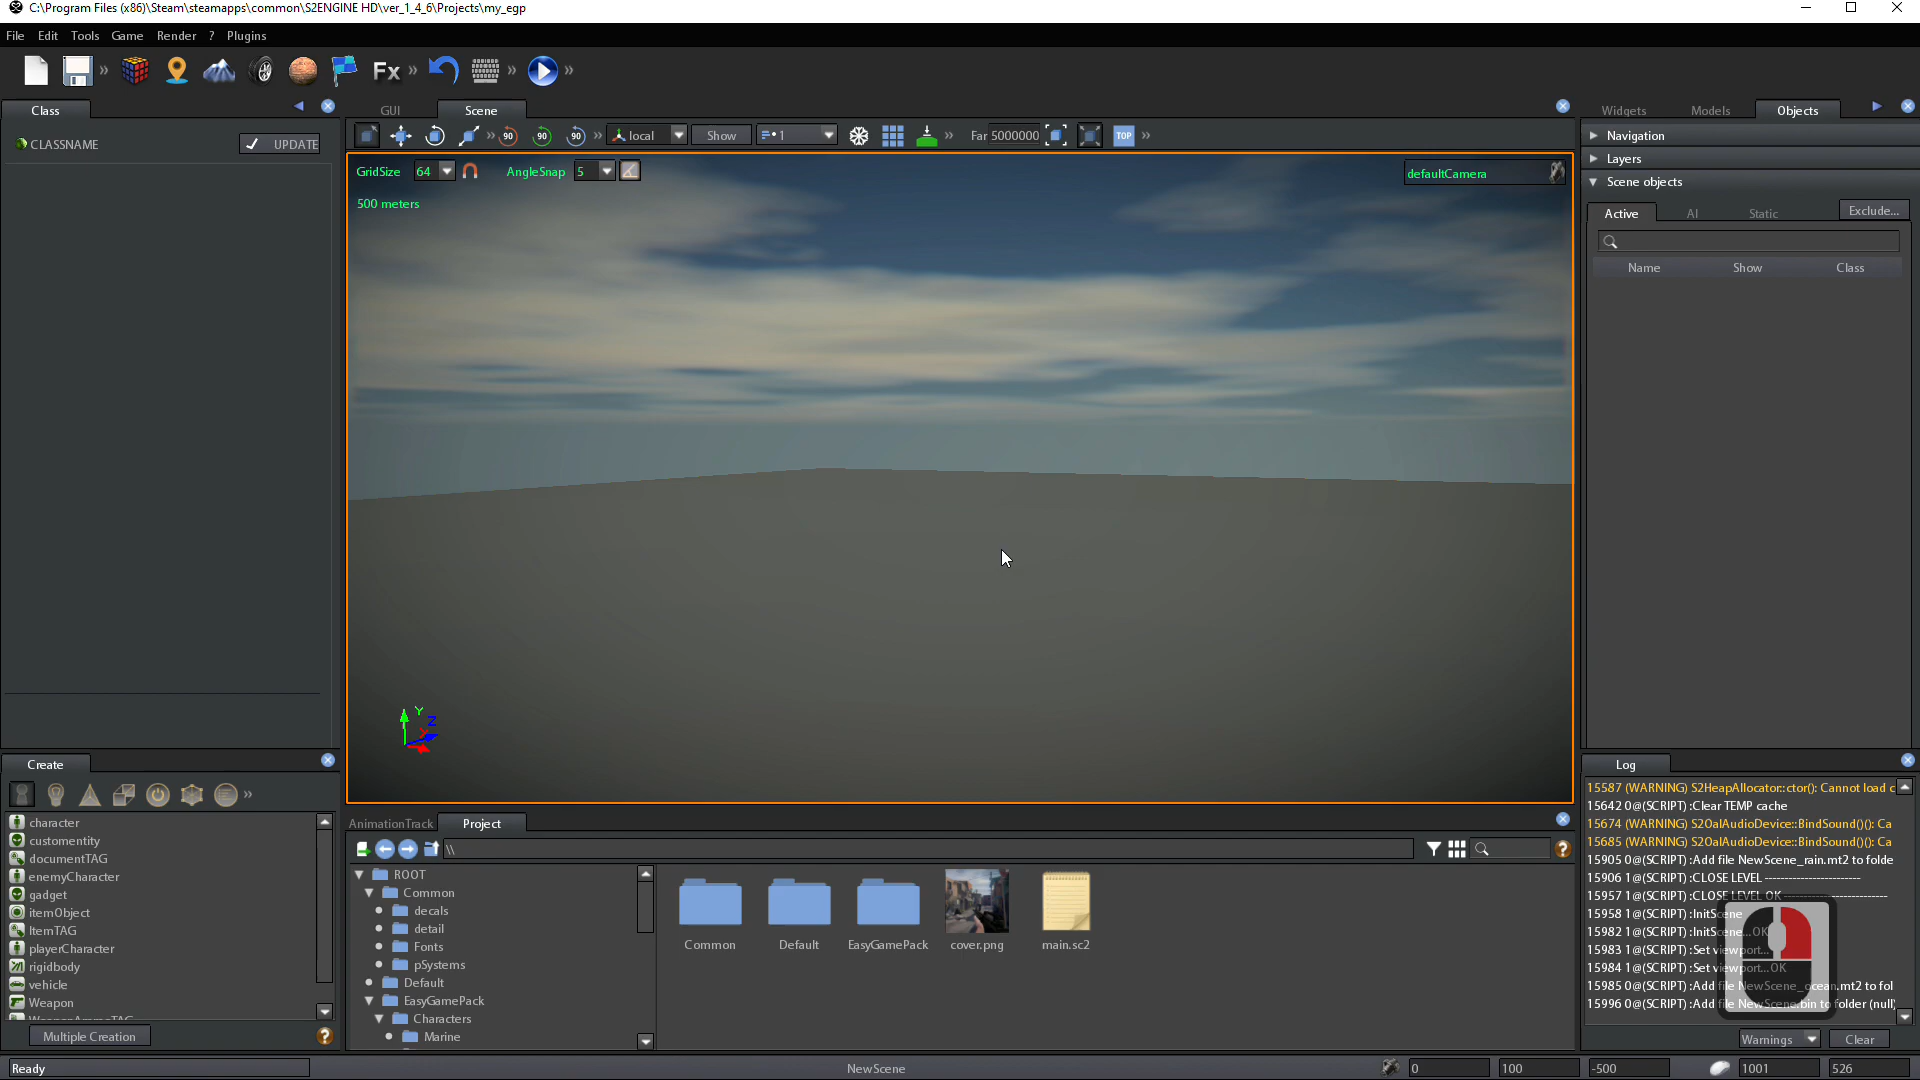 C:\Program Files (x86)\Steam\steamapps\common\S2ENGINE HD\ver_1_4_6\Projects\my_egp
File Edit Tools Game Render ? Plugins
Fx
Class
GUI Scene
Widgets Models Objects
CLASSNAME UPDATE
90 90 90 local Show 1 Far 5000000 TOP
Navigation
Layers
Scene objects
GridSize 64 AngleSnap 5
defaultCamera
500 meters
Active AI Static Exclude...
Name Show Class
Y
Z
X
Create
character
customentity
documentTAG
enemyCharacter
gadget
itemObject
ItemTAG
playerCharacter
rigidbody
vehicle
Weapon
Multiple Creation
AnimationTrack Project
\\
ROOT
Common
decals
detail
Fonts
pSystems
Default
EasyGamePack
Characters
Marine
Common Default EasyGamePack cover.png main.sc2
Log
15587 (WARNING) S2HeapAllocator::ctor(): Cannot load c
15642 0@(SCRIPT) :Clear TEMP cache
15674 (WARNING) S2OalAudioDevice::BindSound()(): Ca
15685 (WARNING) S2OalAudioDevice::BindSound()(): Ca
15905 0@(SCRIPT) :Add file NewScene_rain.mt2 to folde
15906 1@(SCRIPT) :CLOSE LEVEL ------------------------
15957 1@(SCRIPT) :CLOSE LEVEL OK --------------------------
15958 1@(SCRIPT) :InitScene
15982 1@(SCRIPT) :InitScene...OK
15983 1@(SCRIPT) :Set viewport...
15984 1@(SCRIPT) :Set viewport...OK
15985 0@(SCRIPT) :Add file NewScene_ocean.mt2 to fol
15996 0@(SCRIPT) :Add file NewScene.bin to folder (null)
Warnings Clear
Ready NewScene 0 100 -500 1001 526